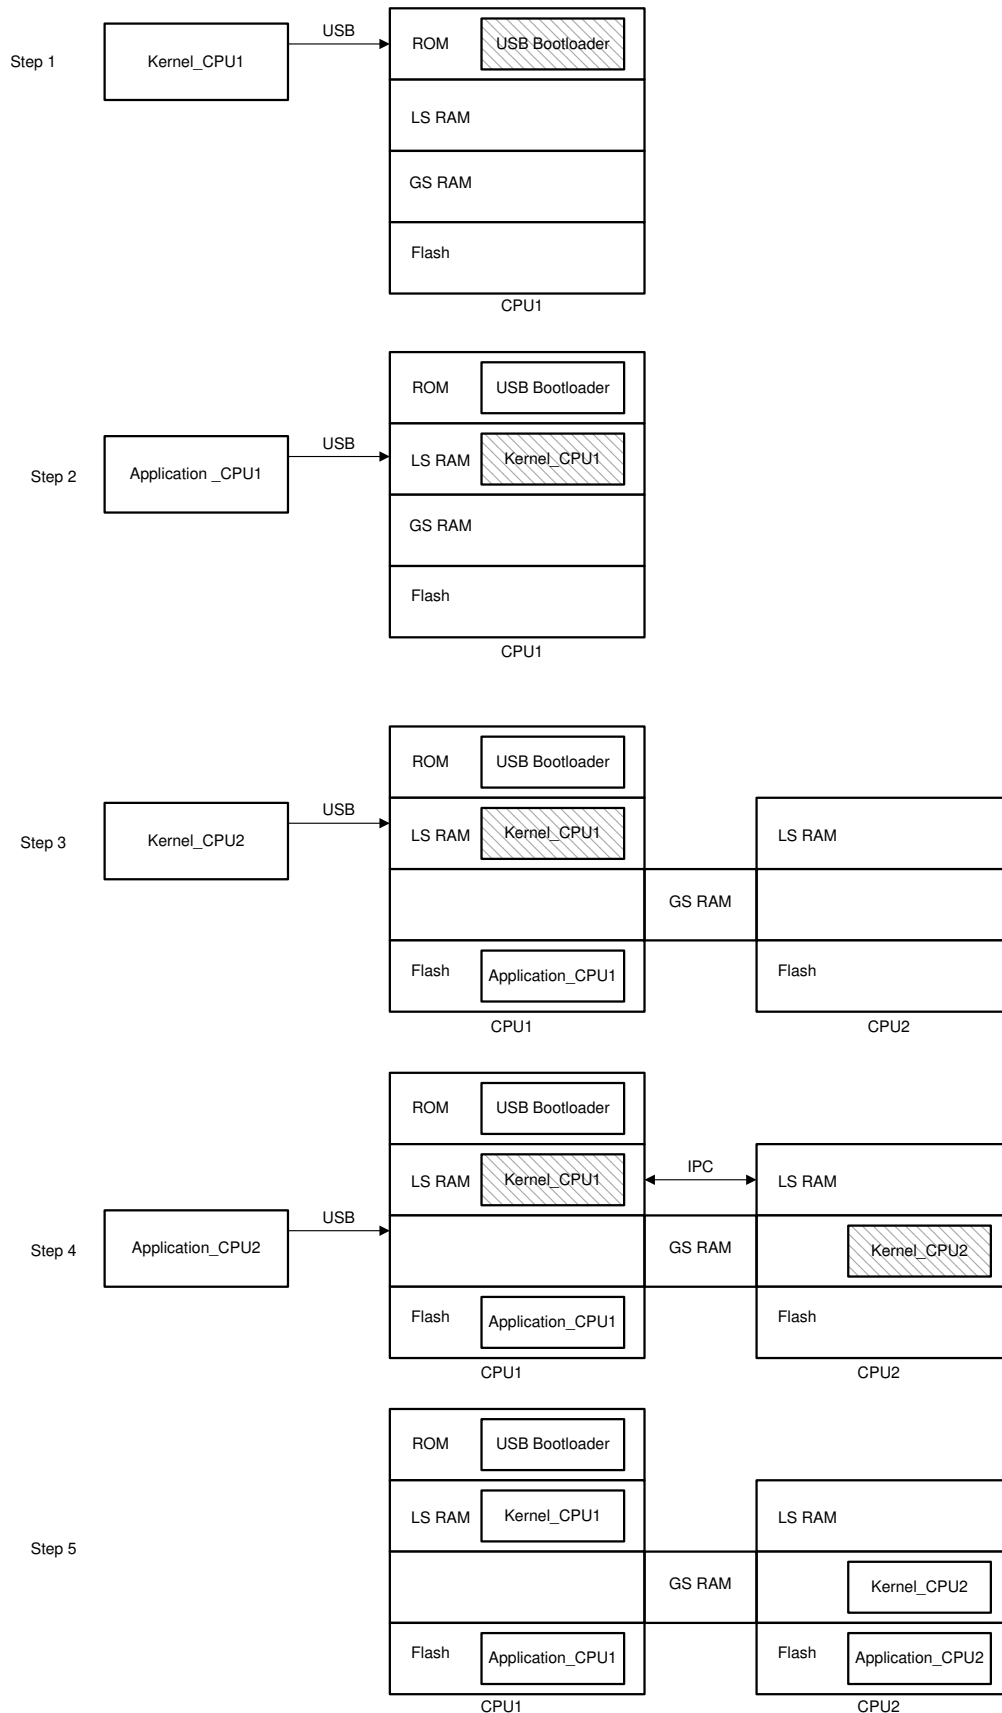 Step 1
Kernel_CPU1
USB
ROM
USB Bootloader
LS RAM
GS RAM
Flash
CPU1
Step 2
Application _CPU1
USB
ROM
USB Bootloader
LS RAM
Kernel_CPU1
GS RAM
Flash
CPU1
Step 3
Kernel_CPU2
USB
ROM
USB Bootloader
LS RAM
Kernel_CPU1
LS RAM
GS RAM
Flash
Application_CPU1
Flash
CPU1
CPU2
Step 4
Application_CPU2
USB
ROM
USB Bootloader
LS RAM
Kernel_CPU1
IPC
LS RAM
GS RAM
Kernel_CPU2
Flash
Application_CPU1
Flash
CPU1
CPU2
Step 5
ROM
USB Bootloader
LS RAM
Kernel_CPU1
LS RAM
GS RAM
Kernel_CPU2
Flash
Application_CPU1
Flash
Application_CPU2
CPU1
CPU2